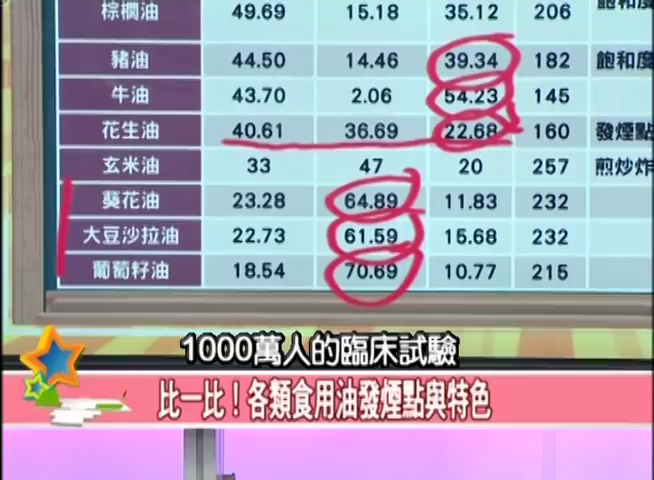 棕櫚油 49.69 15.18 35.12 206 飽和度
豬油 44.50 14.46 39.34 182 飽和度
牛油 43.70 2.06 54.23 145
花生油 40.61 36.69 22.68 160 發煙點
玄米油 33 47 20 257 煎炒炸
葵花油 23.28 64.89 11.83 232
大豆沙拉油 22.73 61.59 15.68 232
葡萄籽油 18.54 70.69 10.77 215
1000萬人的臨床試驗
比一比！各類食用油發煙點與特色